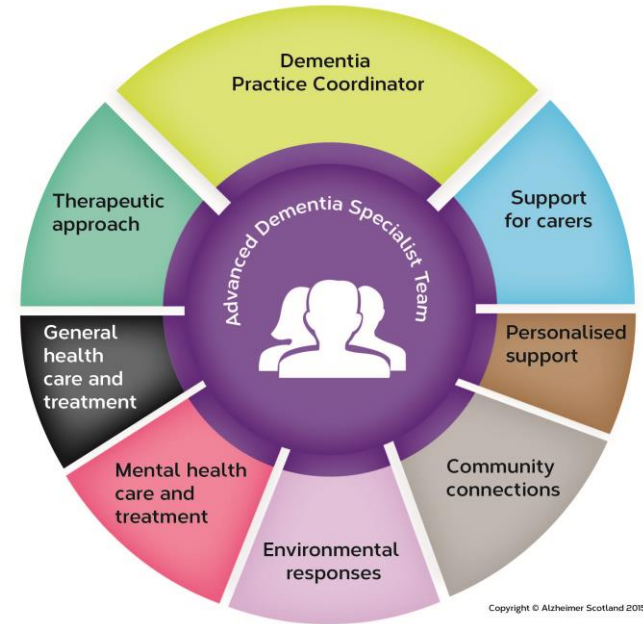 Dementia
Practice Coordinator
Support
for carers
Personalised
support
Community
connections
Environmental
responses
Mental health
care and
treatment
General
health
care and
treatment
Therapeutic
approach
Advanced Dementia Specialist Team
Copyright © Alzheimer Scotland 2015